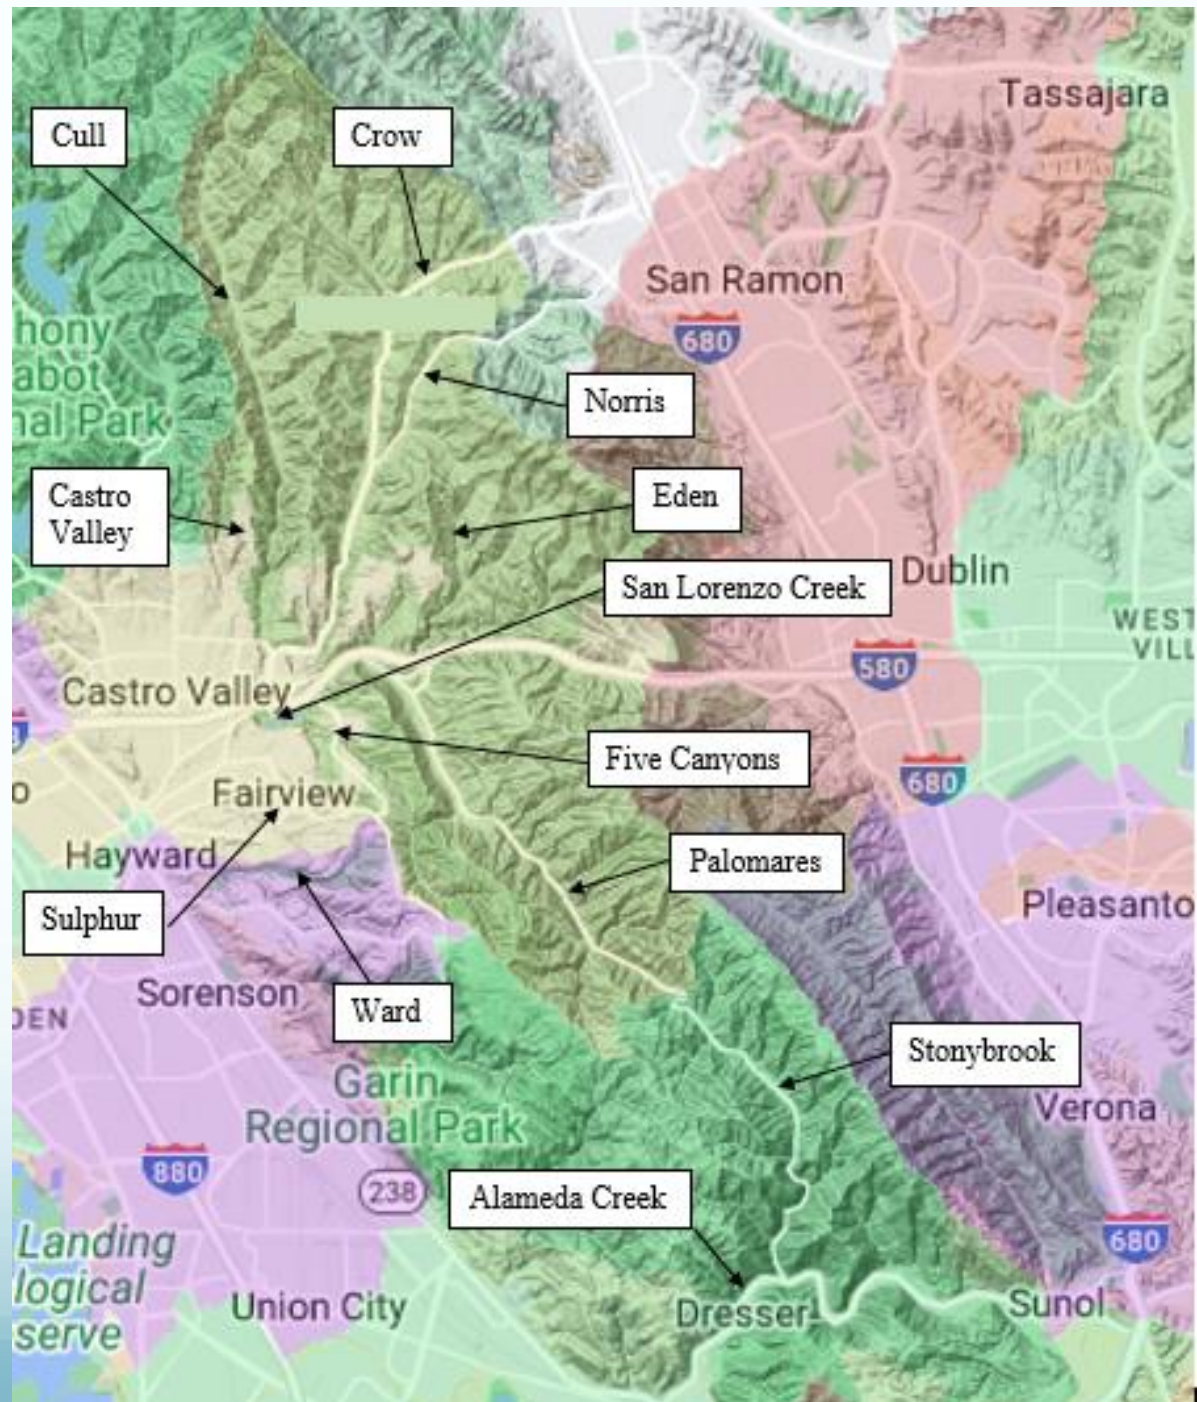 Tassajara
Cull
Crow
San Ramon
680
hony
abot
nal Park
Norris
Castro
Valley
Eden
San Lorenzo Creek
Dublin
WEST
VILL
580
Castro Valley
Five Canyons
680
Fairview
Hayward
Palomares
Pleasanto
Sulphur
Sorenson
Ward
DEN
Stonybrook
Garin
Regional Park
Verona
880
238
Alameda Creek
680
Landing
logical
serve
Union City
Dresser
Sunol